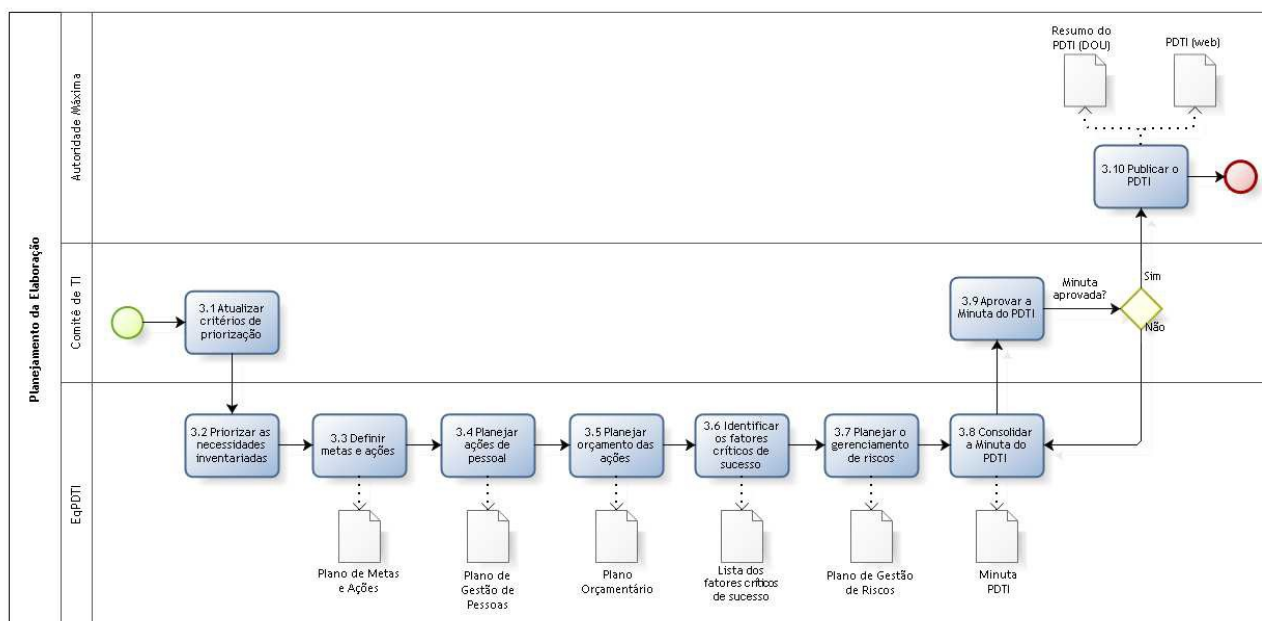 Planejamento da Elaboração
Autoridade Máxima
Resumo do
PDTI (DOU)
PDTI (web)
3.10 Publicar o
PDTI
Comitê de TI
3.1 Atualizar
critérios de
priorização
3.9 Aprovar a
Minuta do PDTI
Minuta
aprovada?
Sim
Não
EqPDTI
3.2 Priorizar as
necessidades
inventariadas
3.3 Definir
metas e ações
3.4 Planejar
ações de
pessoal
3.5 Planejar
orçamento das
ações
3.6 Identificar
os fatores
críticos de
sucesso
3.7 Planejar o
gerenciamento
de riscos
3.8 Consolidar
a Minuta do
PDTI
Plano de Metas
e Ações
Plano de
Gestão de
Pessoas
Plano
Orçamentário
Lista dos
fatores críticos
de sucesso
Plano de Gestão
de Riscos
Minuta
PDTI